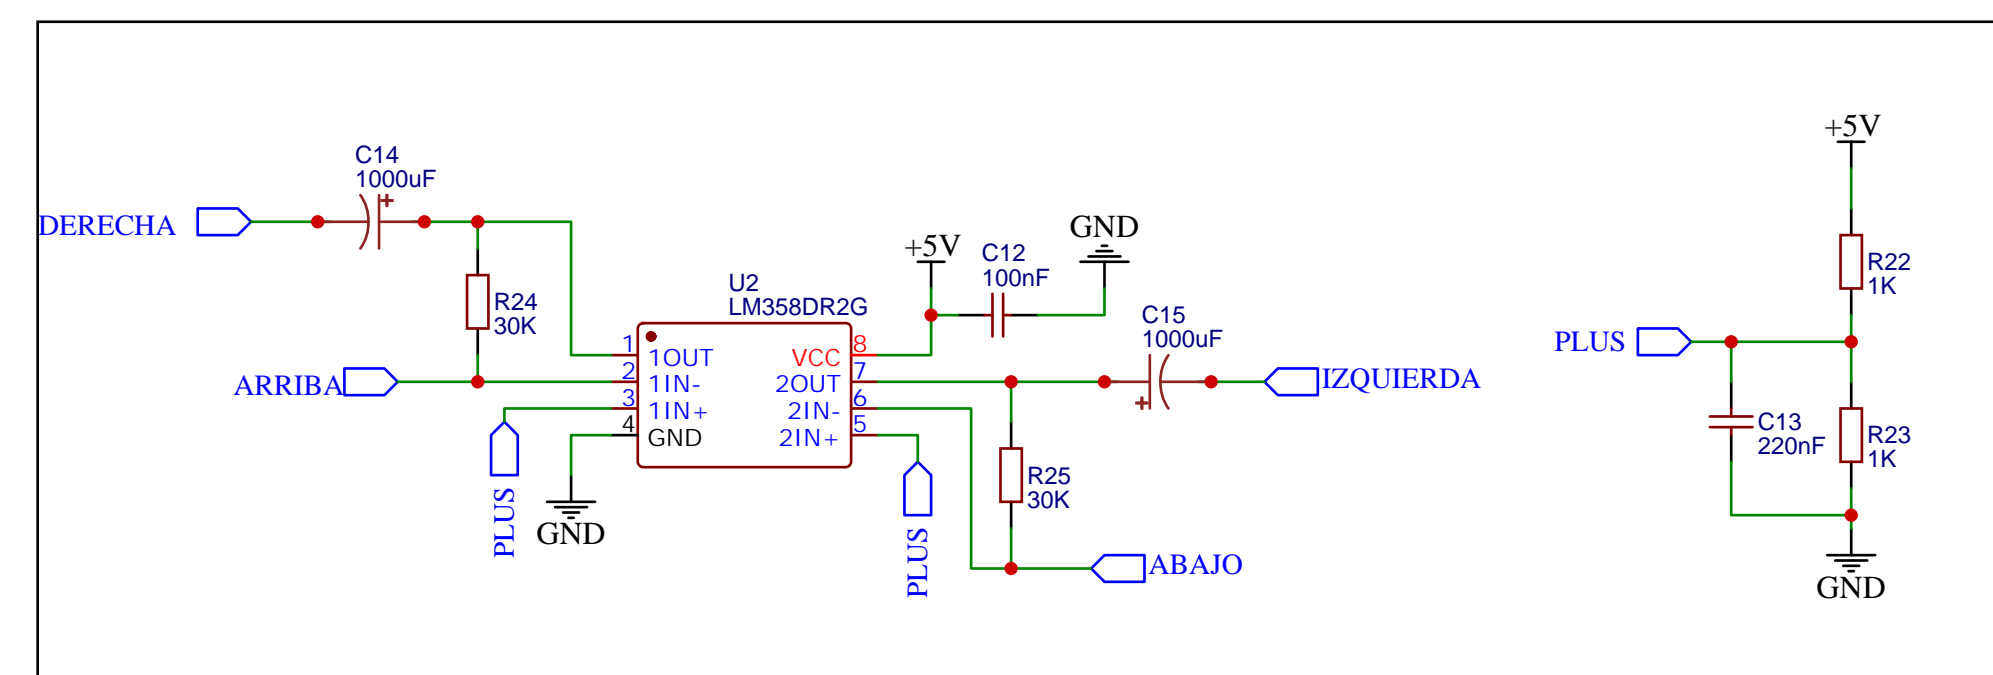 C14
1000uF
DERECHA
R24
30K
ARRIBA
PLUS
GND
U2
LM358DR2G
1
1OUT
2
1IN-
3
1IN+
4
GND
VCC
8
2OUT
7
2IN-
6
2IN+
5
+5V
C12
100nF
GND
C15
1000uF
IZQUIERDA
R25
30K
PLUS
ABAJO
+5V
R22
1K
PLUS
C13
220nF
R23
1K
GND